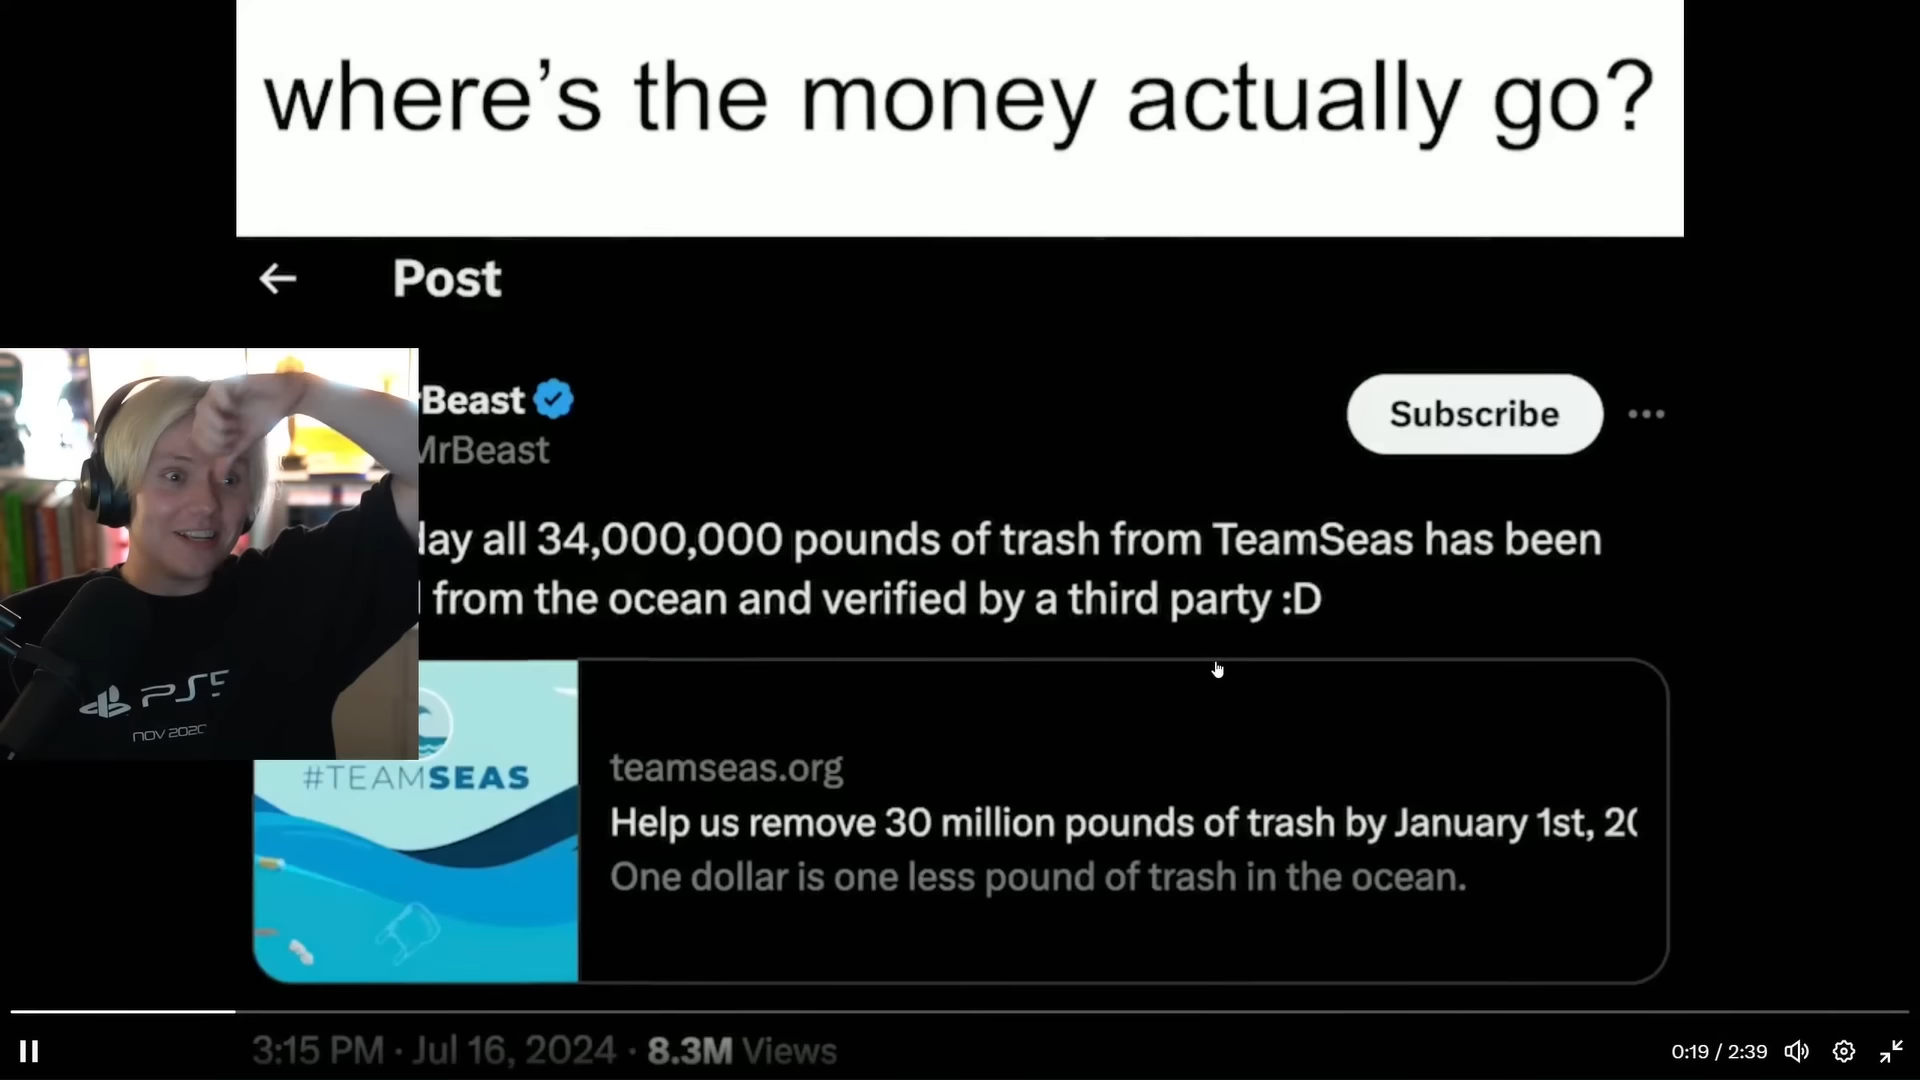 where's the money actually go?
Post
rBeast
MrBeast
Subscribe
day all 34,000,000 pounds of trash from TeamSeas has been
from the ocean and verified by a third party :D
PS5
NOV 2020
#TEAMSEAS
teamseas.org
Help us remove 30 million pounds of trash by January 1st, 20
One dollar is one less pound of trash in the ocean.
3:15 PM · Jul 16, 2024 · 8.3M Views
0:19 / 2:39